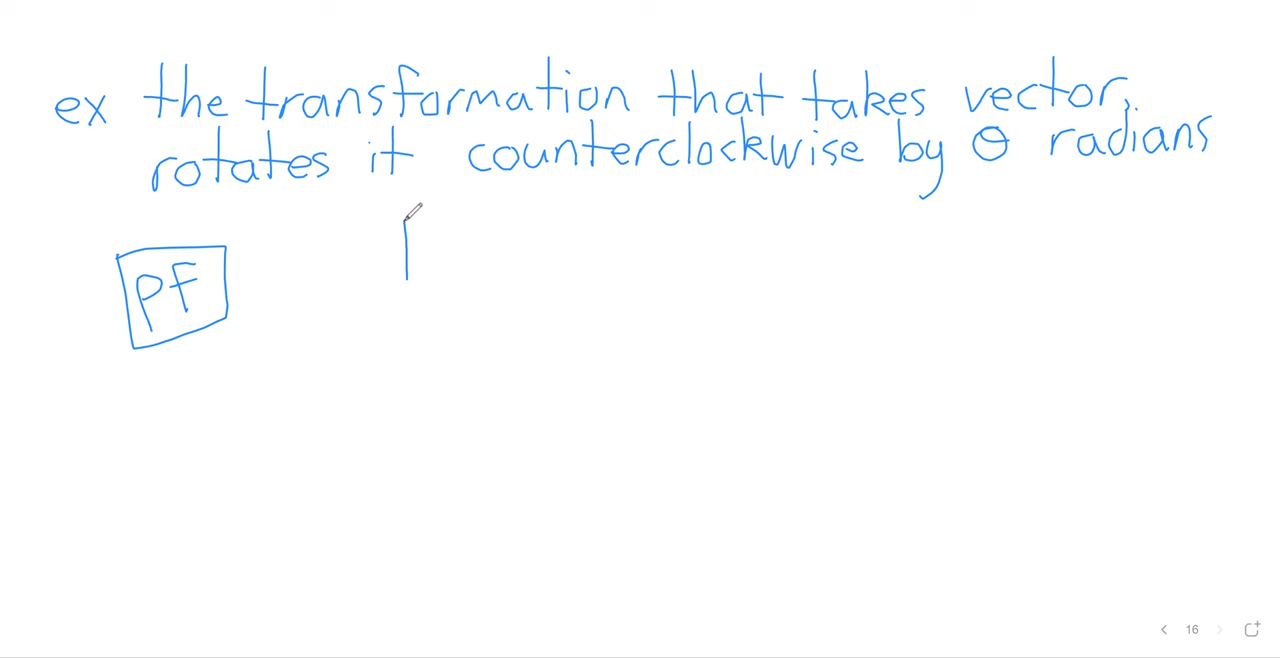 ex the transformation that takes vector,
rotates it counterclockwise by θ radians
pf
16